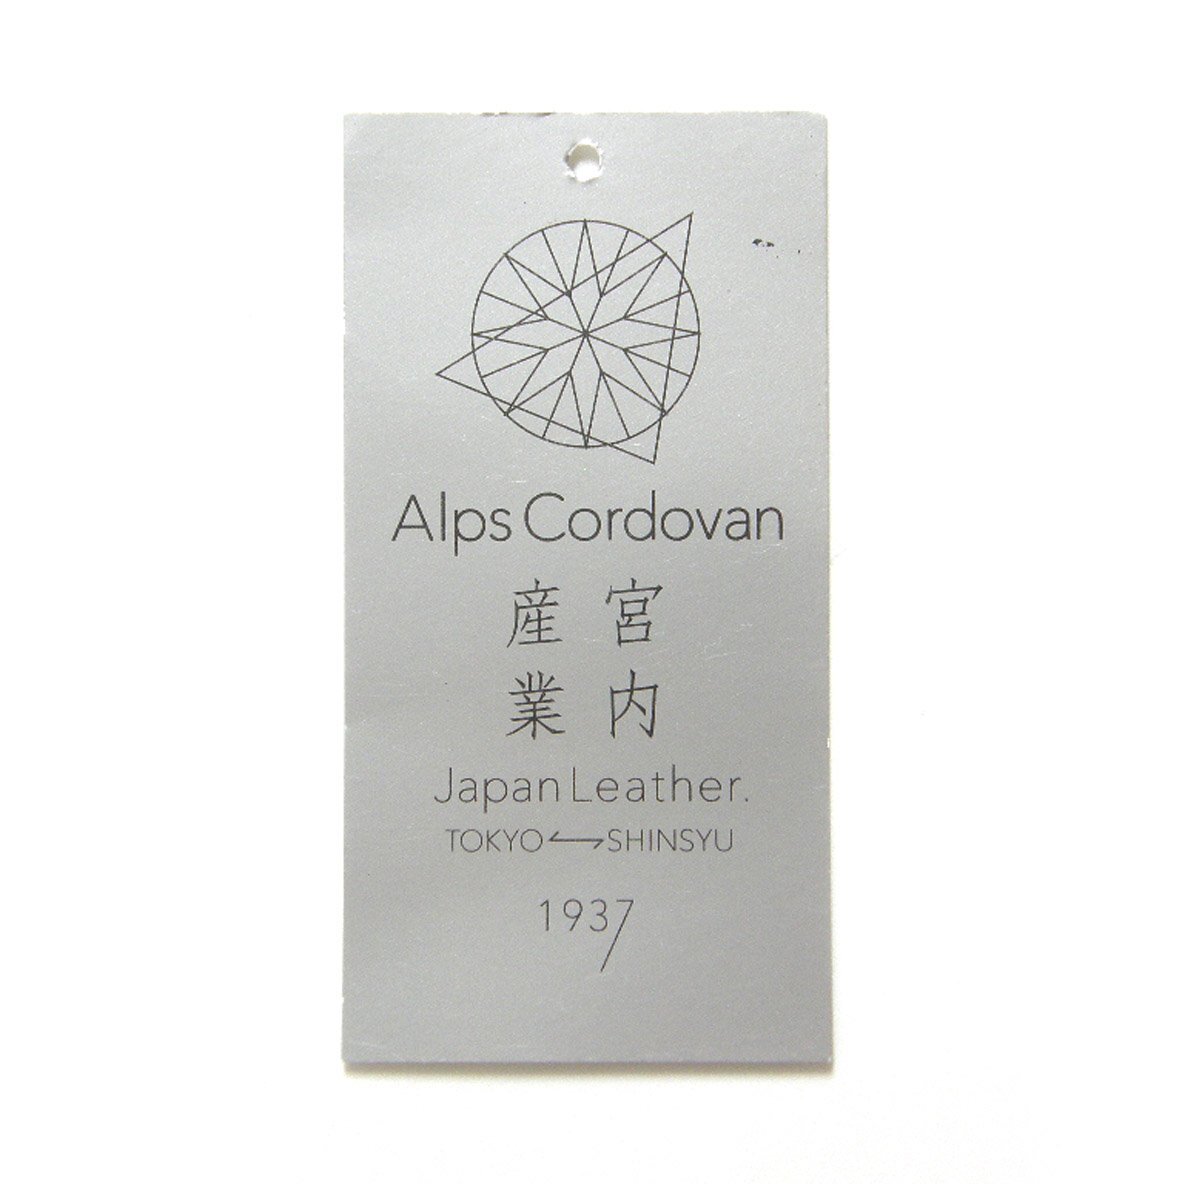 Alps Cordovan
宮内
産業
Japan Leather.
TOKYO SHINSYU
1937